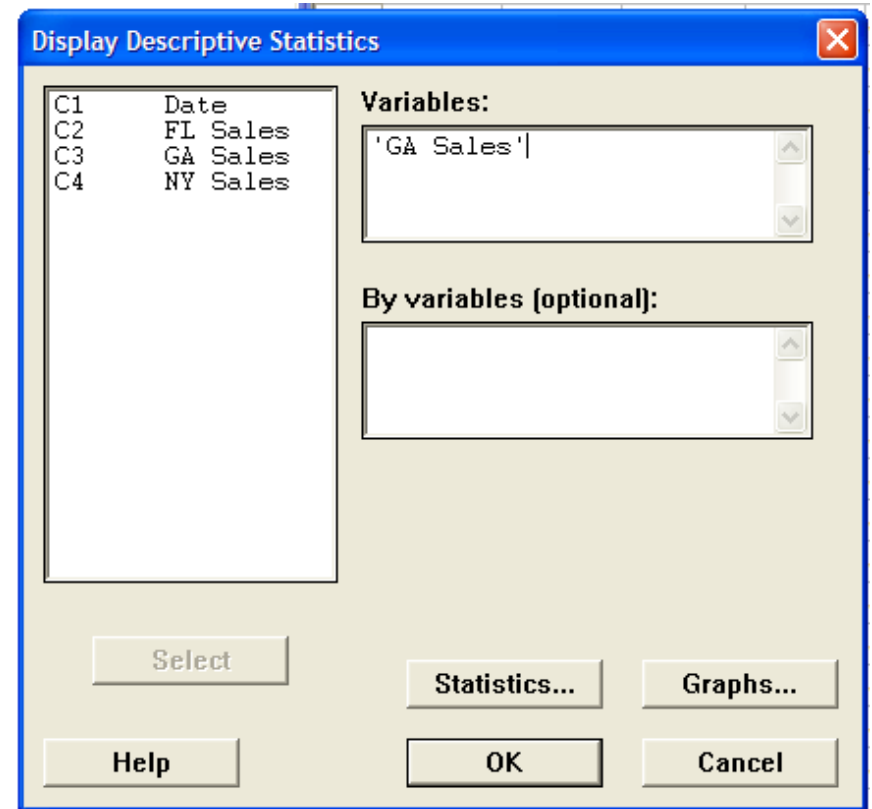 Display Descriptive Statistics
C1 Date
C2 FL Sales
C3 GA Sales
C4 NY Sales
Variables:
'GA Sales'
By variables (optional):
Select
Statistics...
Graphs...
Help
OK
Cancel